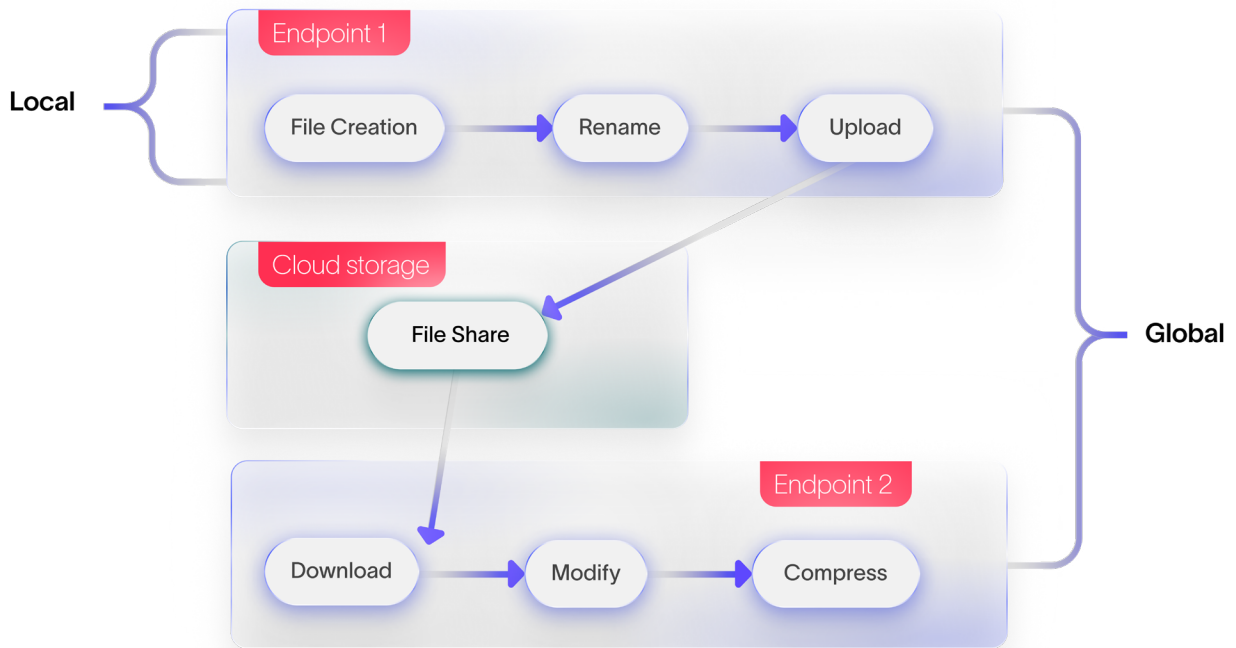 Endpoint 1
Local
File Creation
Rename
Upload
Cloud storage
File Share
Global
Endpoint 2
Download
Modify
Compress